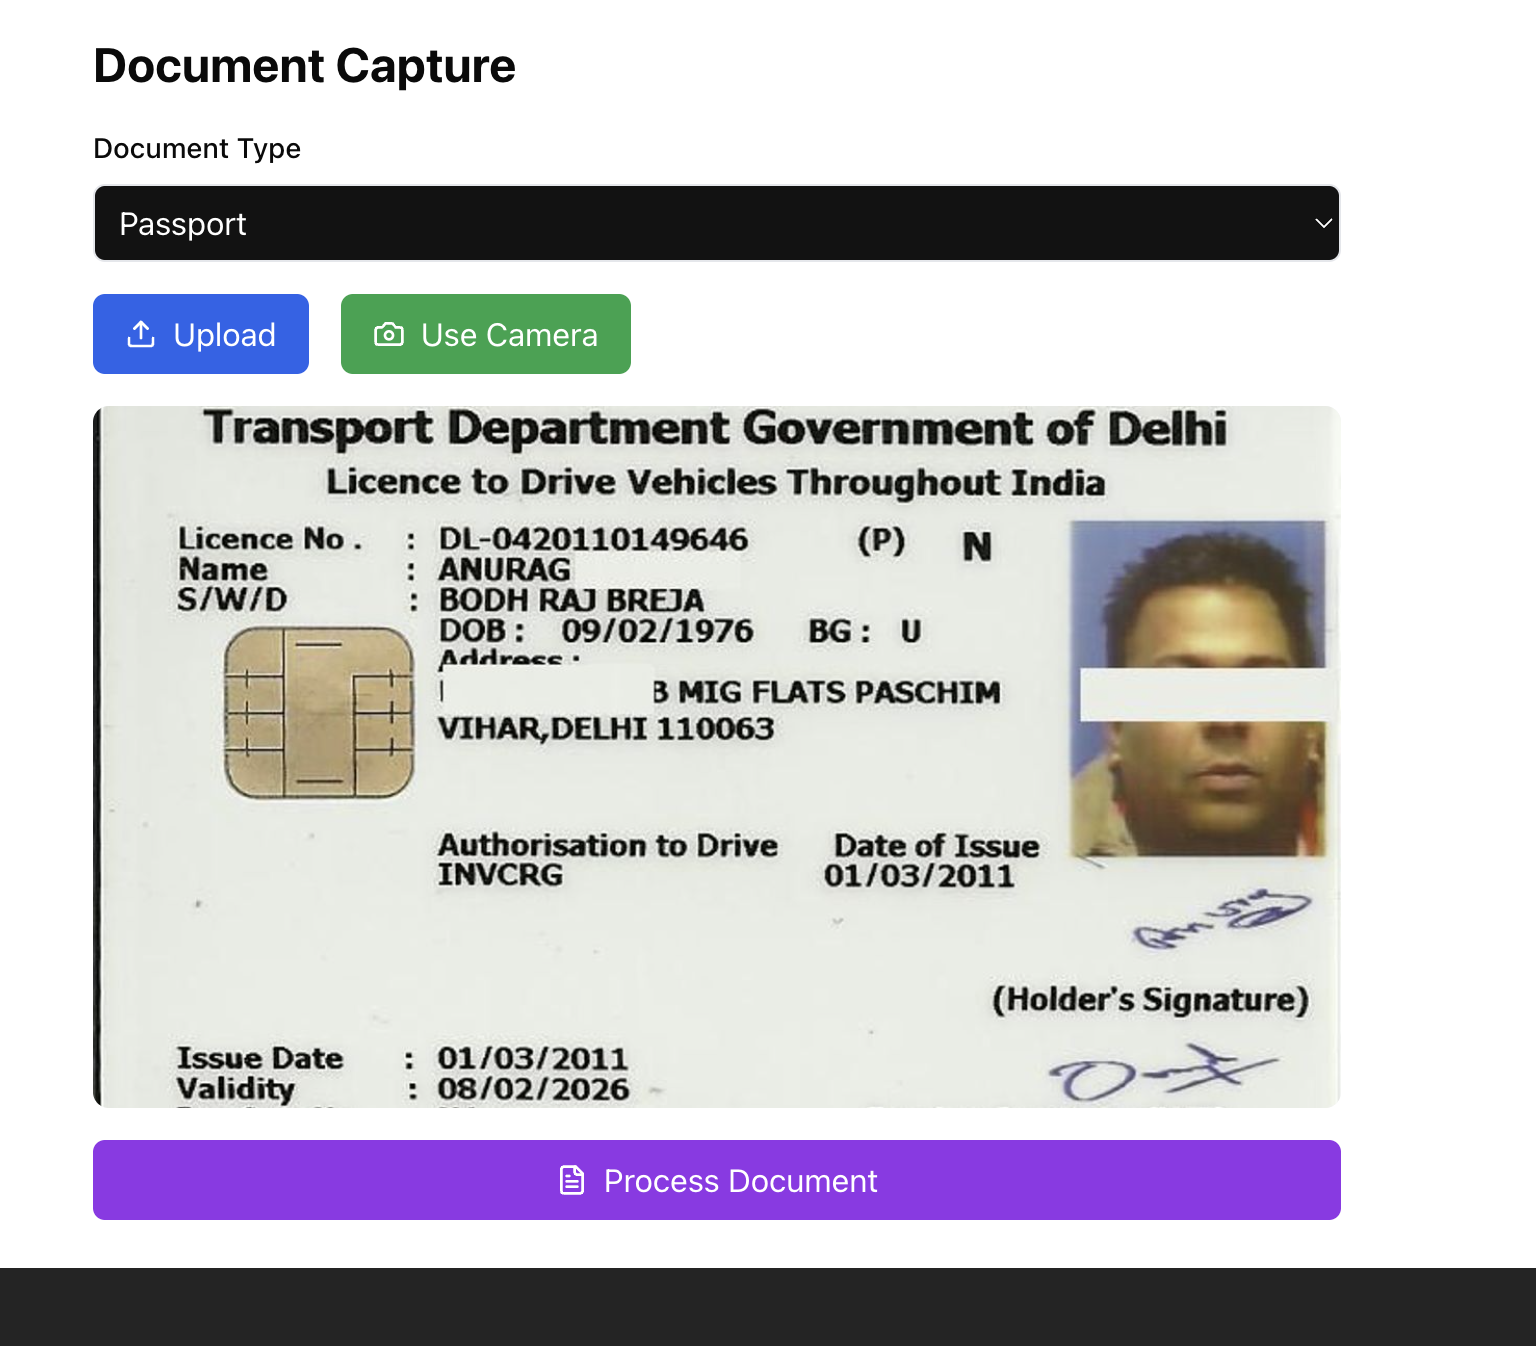 Document Capture
Document Type
Passport
Upload Use Camera
Transport Department Government of Delhi
Licence to Drive Vehicles Throughout India
Licence No . : DL-0420110149646 (P) N
Name : ANURAG
S/W/D : BODH RAJ BREJA
DOB : 09/02/1976 BG : U
Address :
B MIG FLATS PASCHIM
VIHAR,DELHI 110063
Authorisation to Drive Date of Issue
INVCRG 01/03/2011
Anurag
(Holder's Signature)
Issue Date : 01/03/2011
Validity : 08/02/2026
Process Document